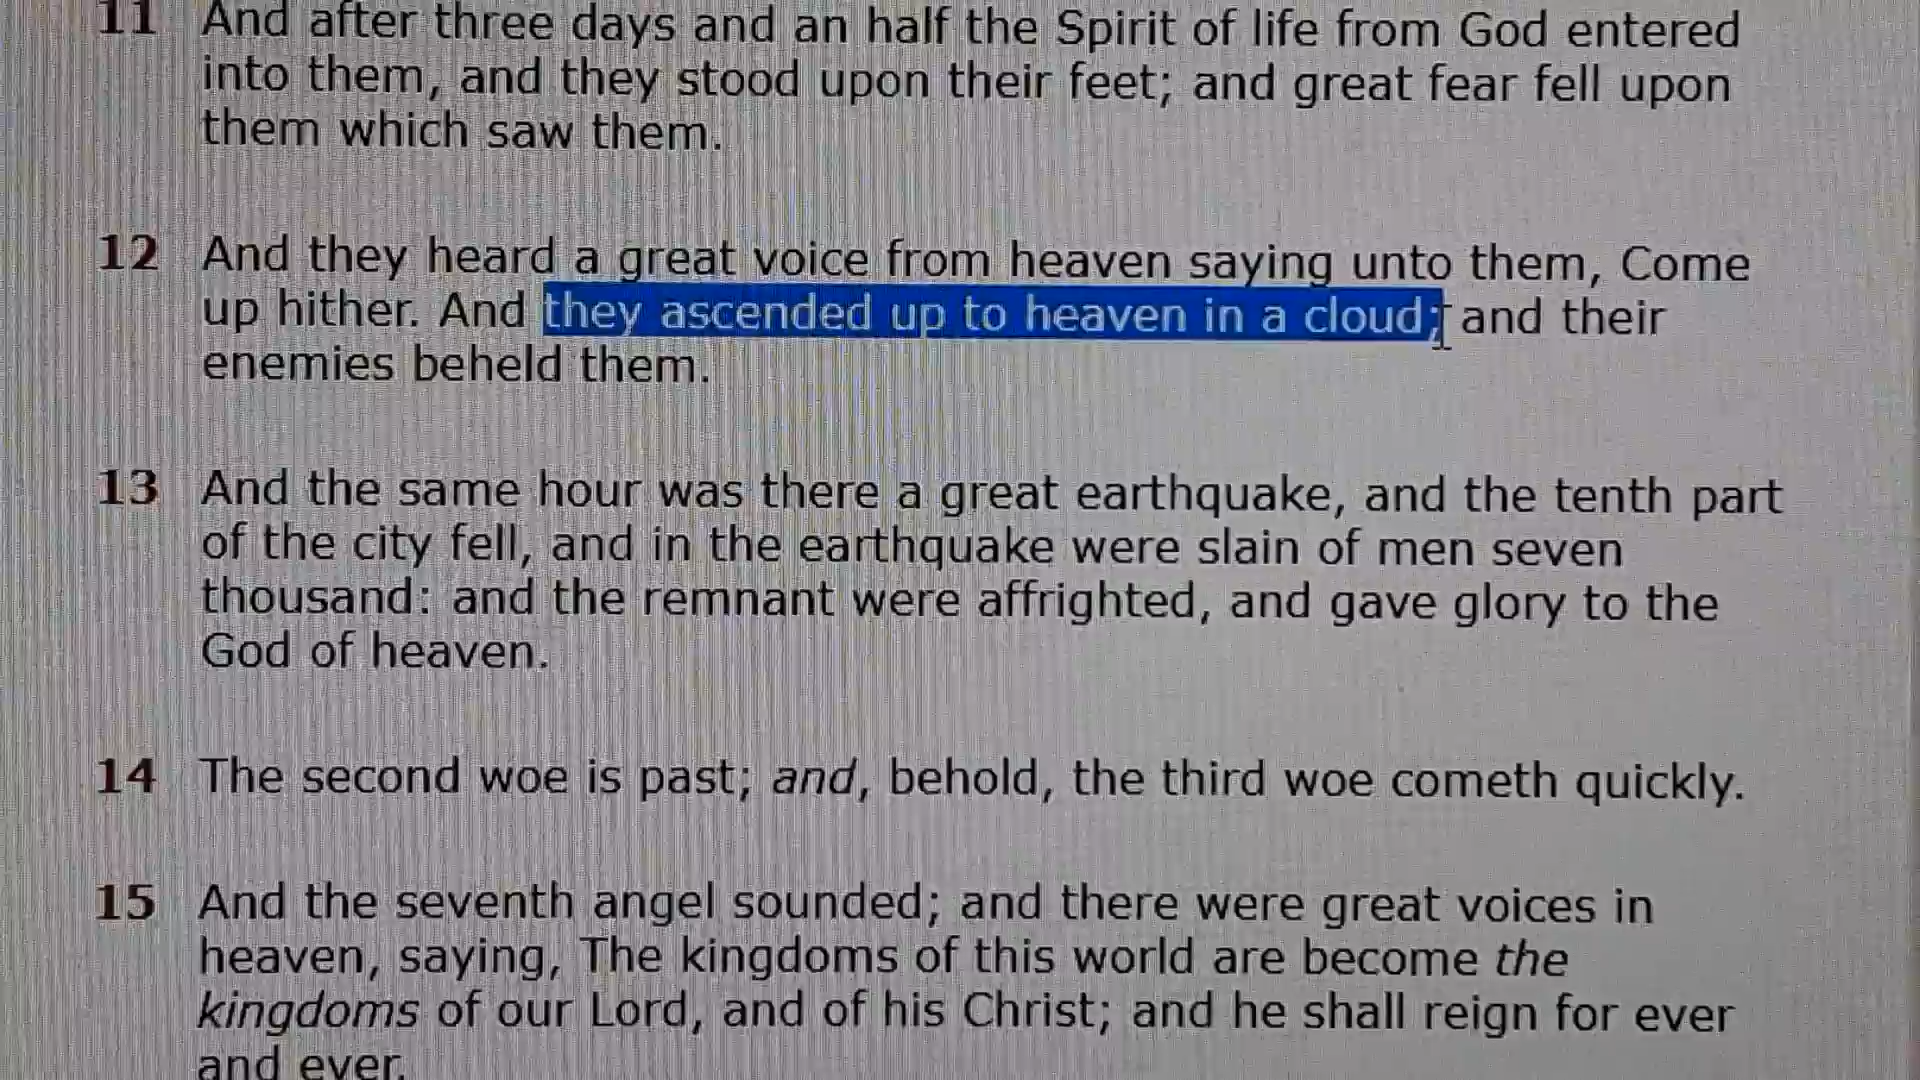 11 And after three days and an half the Spirit of life from God entered
into them, and they stood upon their feet; and great fear fell upon
them which saw them.
12 And they heard a great voice from heaven saying unto them, Come
up hither. And they ascended up to heaven in a cloud; and their
enemies beheld them.
13 And the same hour was there a great earthquake, and the tenth part
of the city fell, and in the earthquake were slain of men seven
thousand: and the remnant were affrighted, and gave glory to the
God of heaven.
14 The second woe is past; and, behold, the third woe cometh quickly.
15 And the seventh angel sounded; and there were great voices in
heaven, saying, The kingdoms of this world are become the
kingdoms of our Lord, and of his Christ; and he shall reign for ever
and ever.